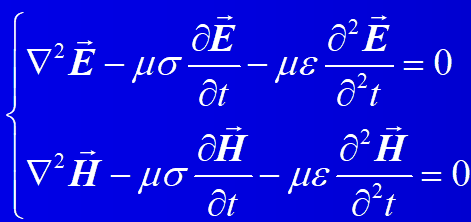 ∇²E⃗ − μσ ∂E⃗/∂t − με ∂²E⃗/∂²t = 0
∇²H⃗ − μσ ∂H⃗/∂t − με ∂²H⃗/∂²t = 0